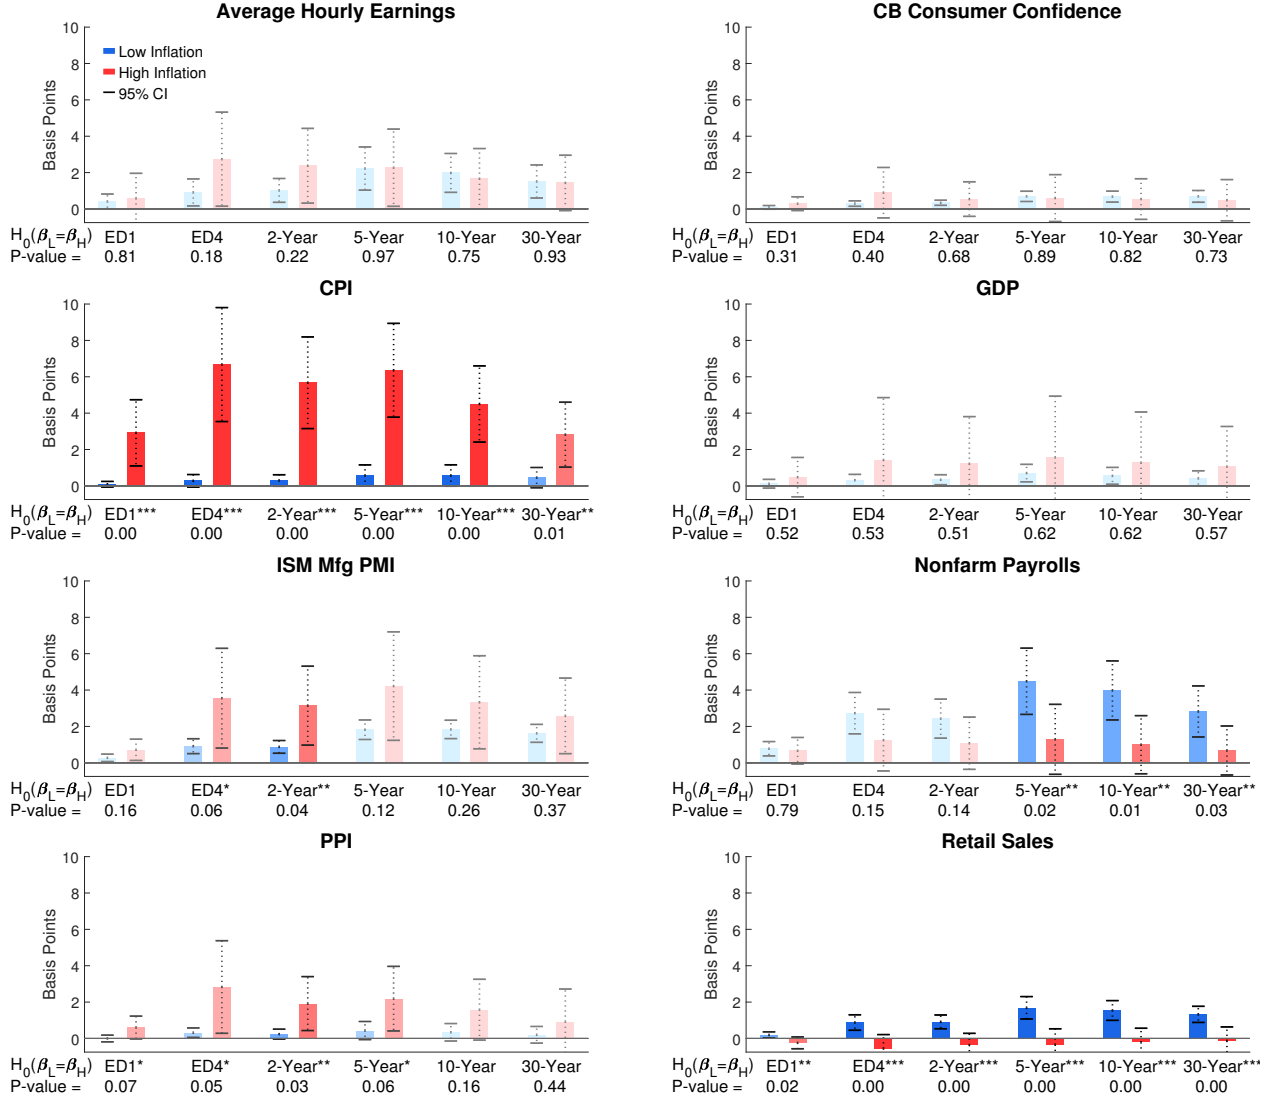 Average Hourly Earnings
10
8
6
4
2
0
Basis Points
Low Inflation
High Inflation
95% CI
H0(βL=βH) ED1 ED4 2-Year 5-Year 10-Year 30-Year
P-value = 0.81 0.18 0.22 0.97 0.75 0.93
CB Consumer Confidence
10
8
6
4
2
0
Basis Points
H0(βL=βH) ED1 ED4 2-Year 5-Year 10-Year 30-Year
P-value = 0.31 0.40 0.68 0.89 0.82 0.73
CPI
10
8
6
4
2
0
Basis Points
H0(βL=βH) ED1*** ED4*** 2-Year*** 5-Year*** 10-Year*** 30-Year**
P-value = 0.00 0.00 0.00 0.00 0.00 0.01
GDP
10
8
6
4
2
0
Basis Points
H0(βL=βH) ED1 ED4 2-Year 5-Year 10-Year 30-Year
P-value = 0.52 0.53 0.51 0.62 0.62 0.57
ISM Mfg PMI
10
8
6
4
2
0
Basis Points
H0(βL=βH) ED1 ED4* 2-Year** 5-Year 10-Year 30-Year
P-value = 0.16 0.06 0.04 0.12 0.26 0.37
Nonfarm Payrolls
10
8
6
4
2
0
Basis Points
H0(βL=βH) ED1 ED4 2-Year 5-Year** 10-Year** 30-Year**
P-value = 0.79 0.15 0.14 0.02 0.01 0.03
PPI
10
8
6
4
2
0
Basis Points
H0(βL=βH) ED1* ED4* 2-Year** 5-Year* 10-Year 30-Year
P-value = 0.07 0.05 0.03 0.06 0.16 0.44
Retail Sales
10
8
6
4
2
0
Basis Points
H0(βL=βH) ED1** ED4*** 2-Year*** 5-Year*** 10-Year*** 30-Year***
P-value = 0.02 0.00 0.00 0.00 0.00 0.00